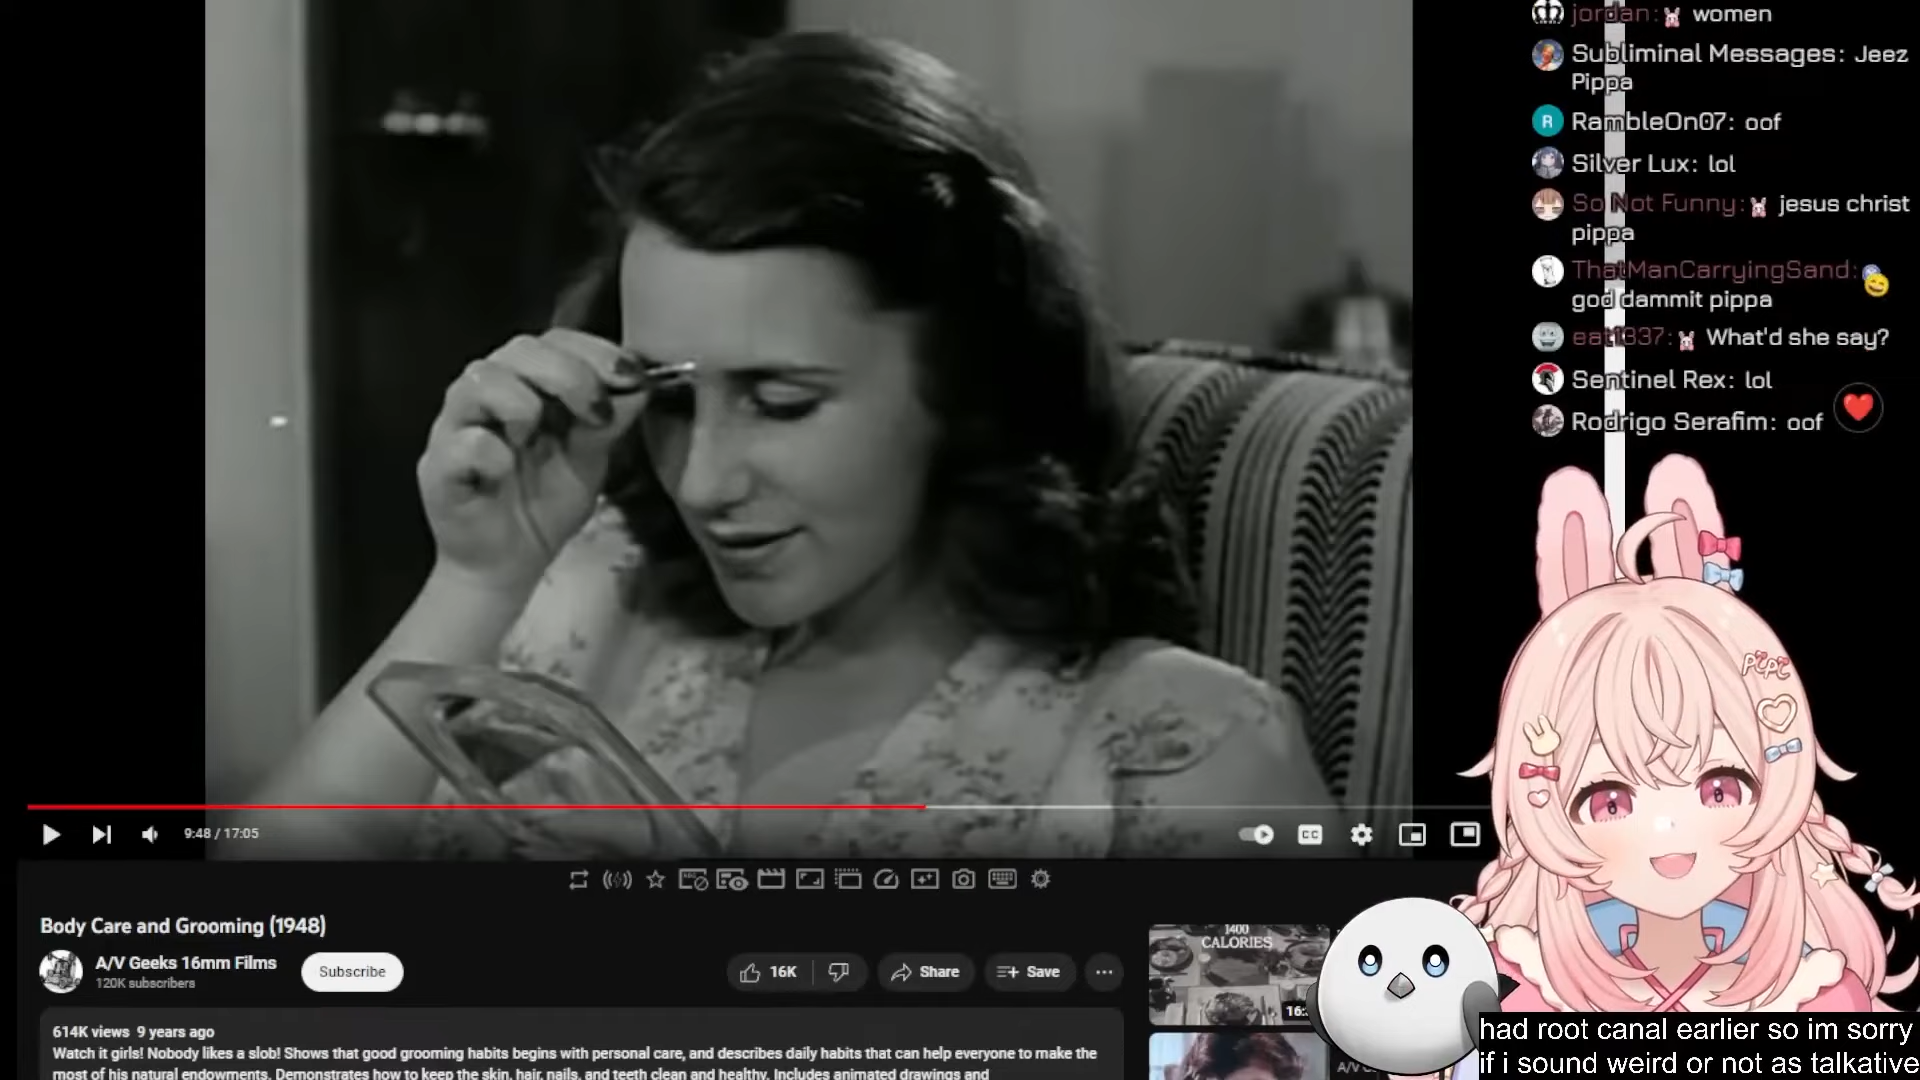 jordan: women
Subliminal Messages: Jeez
Pippa
R RambleOn07: oof
Silver Lux: lol
So Not Funny: jesus christ
pippa
ThatManCarryingSand:
god dammit pippa
eat1337: What'd she say?
Sentinel Rex: lol
Rodrigo Serafim: oof
PiPi
9:48 / 17:05
CC
Body Care and Grooming (1948)
A/V Geeks 16mm Films
120K subscribers
Subscribe
16K
Share
Save
1400
CALORIES
16:
614K views 9 years ago
Watch it girls! Nobody likes a slob! Shows that good grooming habits begins with personal care, and describes daily habits that can help everyone to make the
most of his natural endowments. Demonstrates how to keep the skin, hair, nails, and teeth clean and healthy. Includes animated drawings and
had root canal earlier so im sorry
if i sound weird or not as talkative